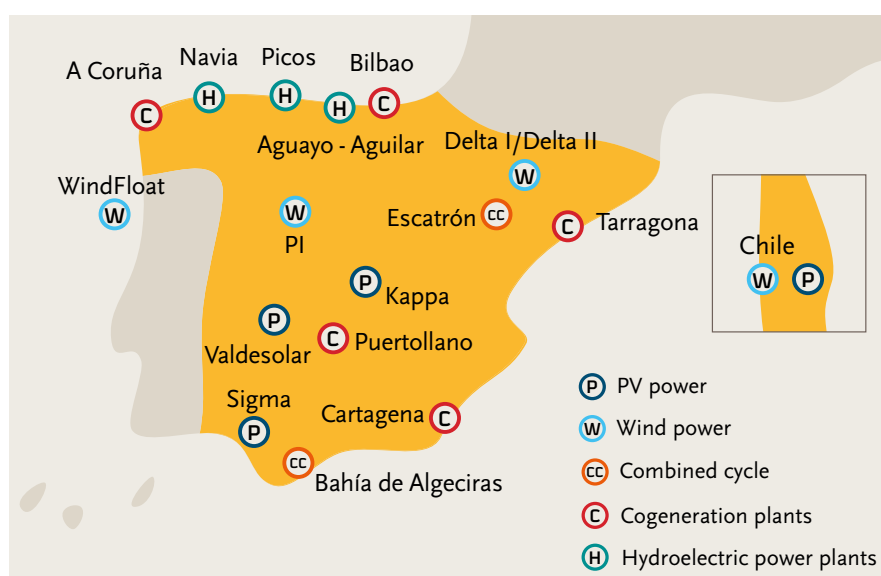 Navia
Picos
Bilbao
A Coruña
H
H
H
C
C
Aguayo - Aguilar
Delta I/Delta II
W
WindFloat
W
W
PI
Escatrón
CC
C
Tarragona
Chile
W
P
P
Kappa
P
Valdesolar
C
Puertollano
Sigma
P
Cartagena
C
CC
Bahía de Algeciras
P PV power
W Wind power
CC Combined cycle
C Cogeneration plants
H Hydroelectric power plants